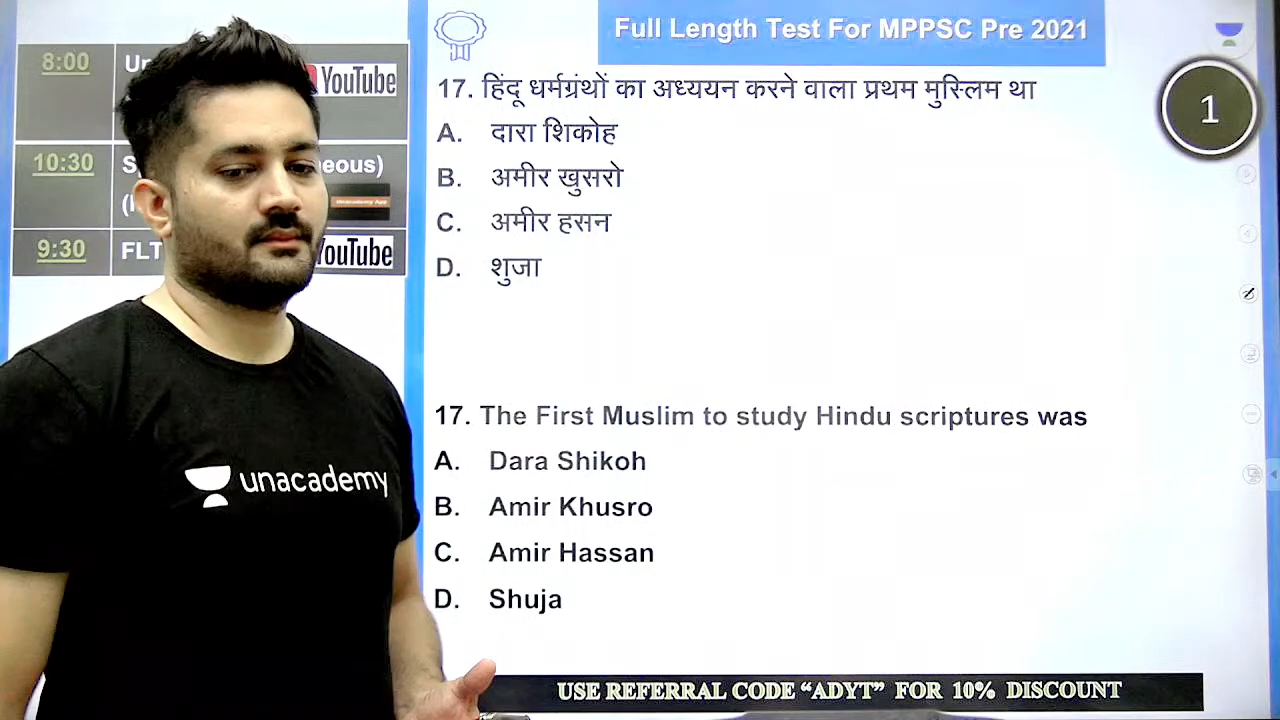 Full Length Test For MPPSC Pre 2021
8:00
YouTube
10:30
eous)
9:30 FLT YouTube
17. हिंदू धर्मग्रंथों का अध्ययन करने वाला प्रथम मुस्लिम था
A. दारा शिकोह
B. अमीर खुसरो
C. अमीर हसन
D. शुजा
1
17. The First Muslim to study Hindu scriptures was
A. Dara Shikoh
B. Amir Khusro
C. Amir Hassan
D. Shuja
unacademy
USE REFERRAL CODE “ADYT” FOR 10% DISCOUNT